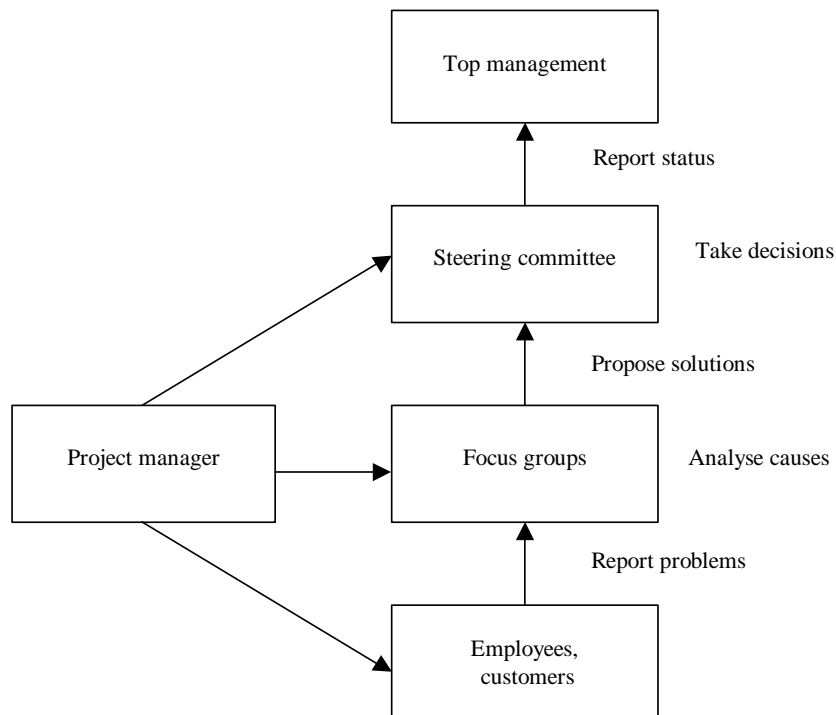 Top management
Report status
Steering committee
Take decisions
Propose solutions
Project manager
Focus groups
Analyse causes
Report problems
Employees,
customers